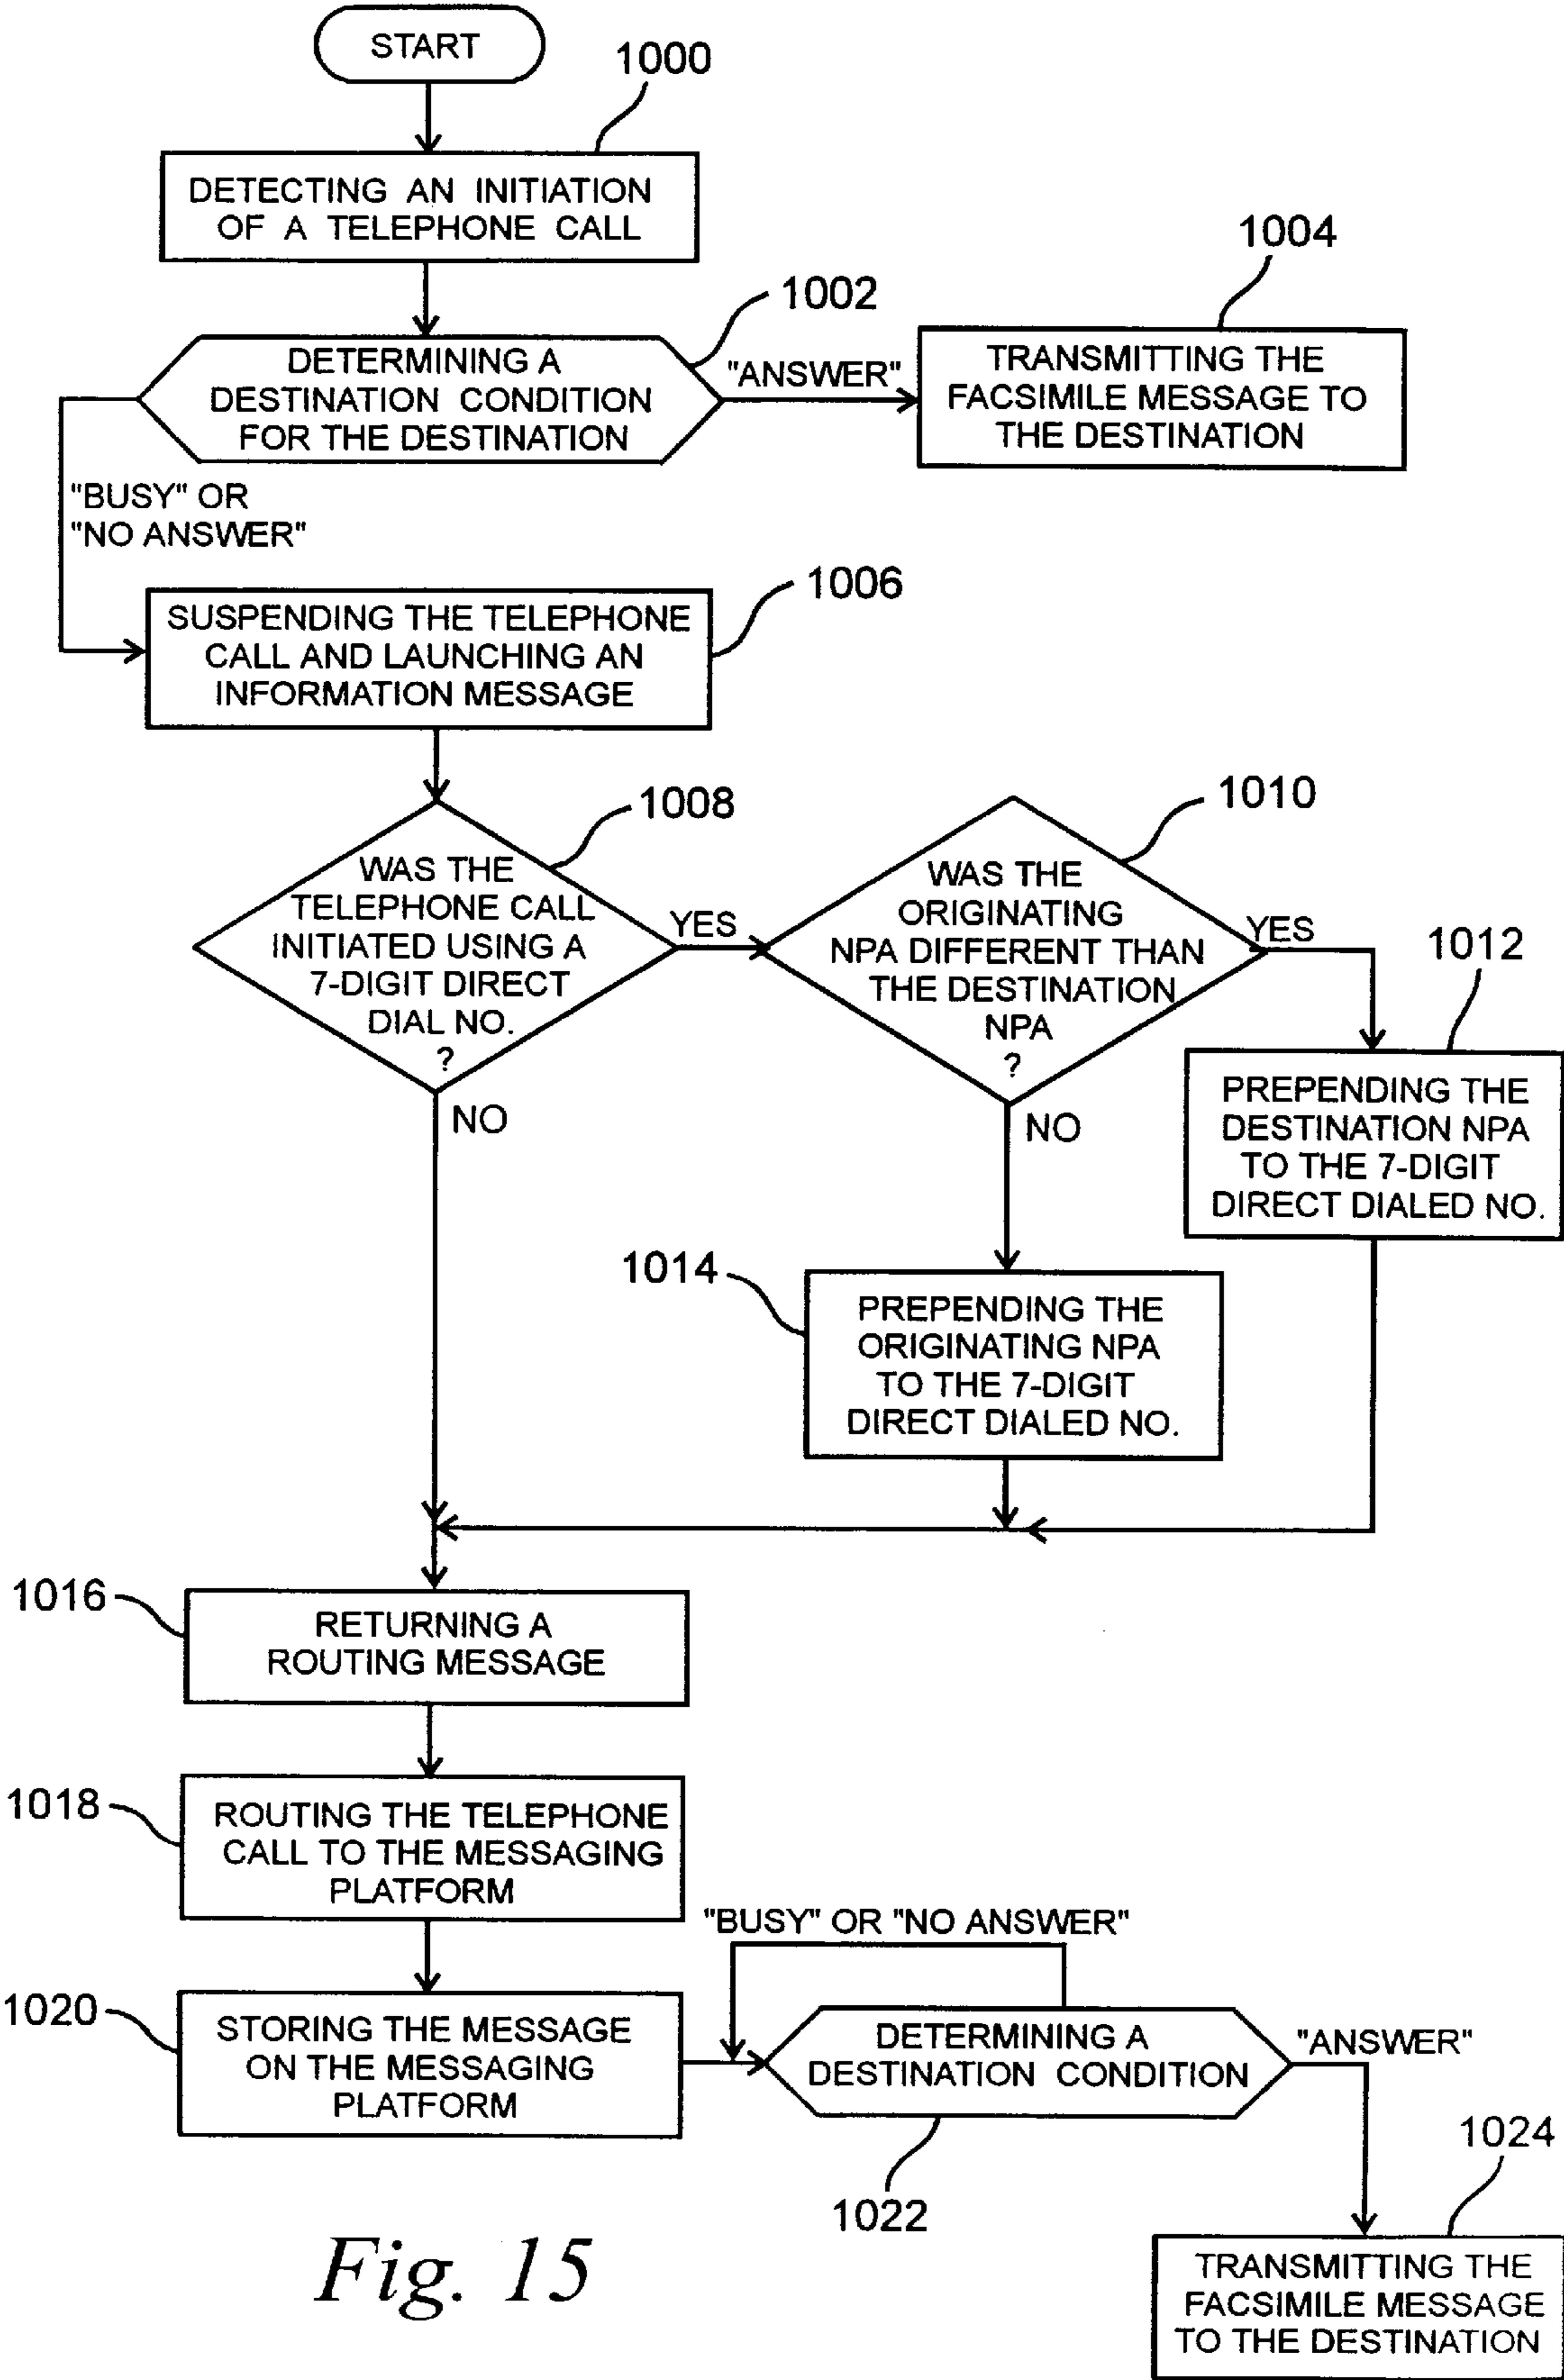 START
1000
DETECTING AN INITIATION
OF A TELEPHONE CALL
1002
DETERMINING A
DESTINATION CONDITION
FOR THE DESTINATION
"ANSWER"
1004
TRANSMITTING THE
FACSIMILE MESSAGE TO
THE DESTINATION
"BUSY" OR
"NO ANSWER"
1006
SUSPENDING THE TELEPHONE
CALL AND LAUNCHING AN
INFORMATION MESSAGE
1008
WAS THE
TELEPHONE CALL
INITIATED USING A
7-DIGIT DIRECT
DIAL NO.
?
YES
NO
1010
WAS THE
ORIGINATING
NPA DIFFERENT THAN
THE DESTINATION
NPA
?
YES
NO
1012
PREPENDING THE
DESTINATION NPA
TO THE 7-DIGIT
DIRECT DIALED NO.
1014
PREPENDING THE
ORIGINATING NPA
TO THE 7-DIGIT
DIRECT DIALED NO.
1016
RETURNING A
ROUTING MESSAGE
1018
ROUTING THE TELEPHONE
CALL TO THE MESSAGING
PLATFORM
1020
STORING THE MESSAGE
ON THE MESSAGING
PLATFORM
"BUSY" OR "NO ANSWER"
DETERMINING A
DESTINATION CONDITION
1022
"ANSWER"
1024
TRANSMITTING THE
FACSIMILE MESSAGE
TO THE DESTINATION
Fig. 15